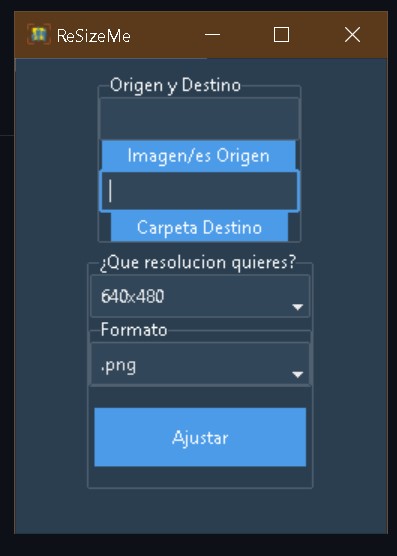 ReSizeMe
Origen y Destino
Imagen/es Origen
Carpeta Destino
¿Que resolucion quieres?
640x480
Formato
.png
Ajustar